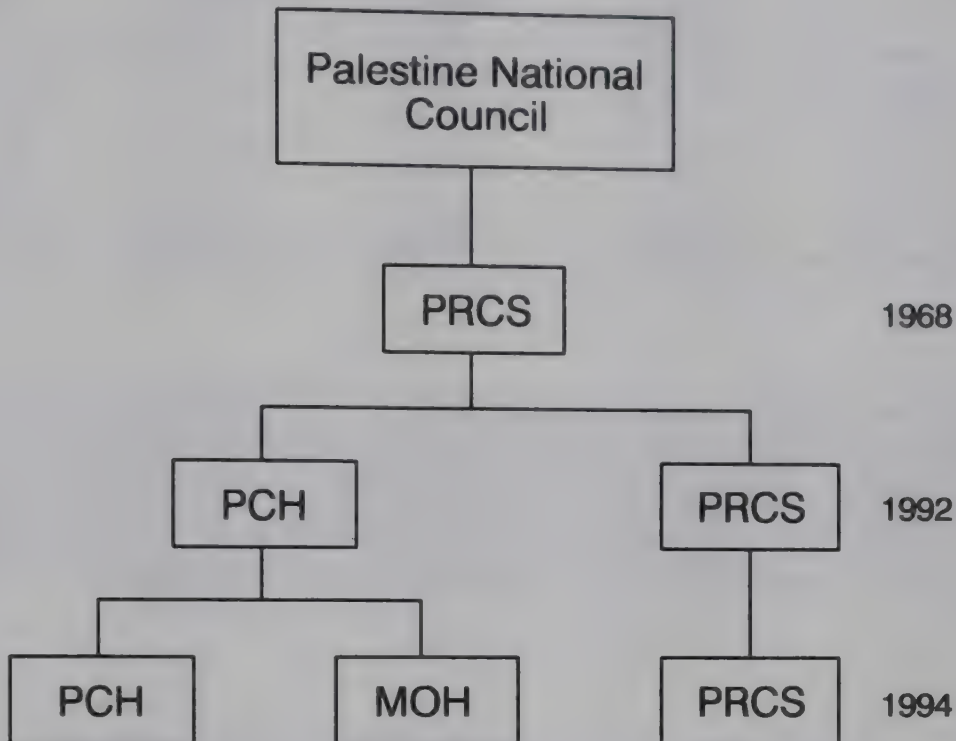 Palestine National
Council
PRCS
1968
PCH
PRCS
1992
PCH
MOH
PRCS
1994